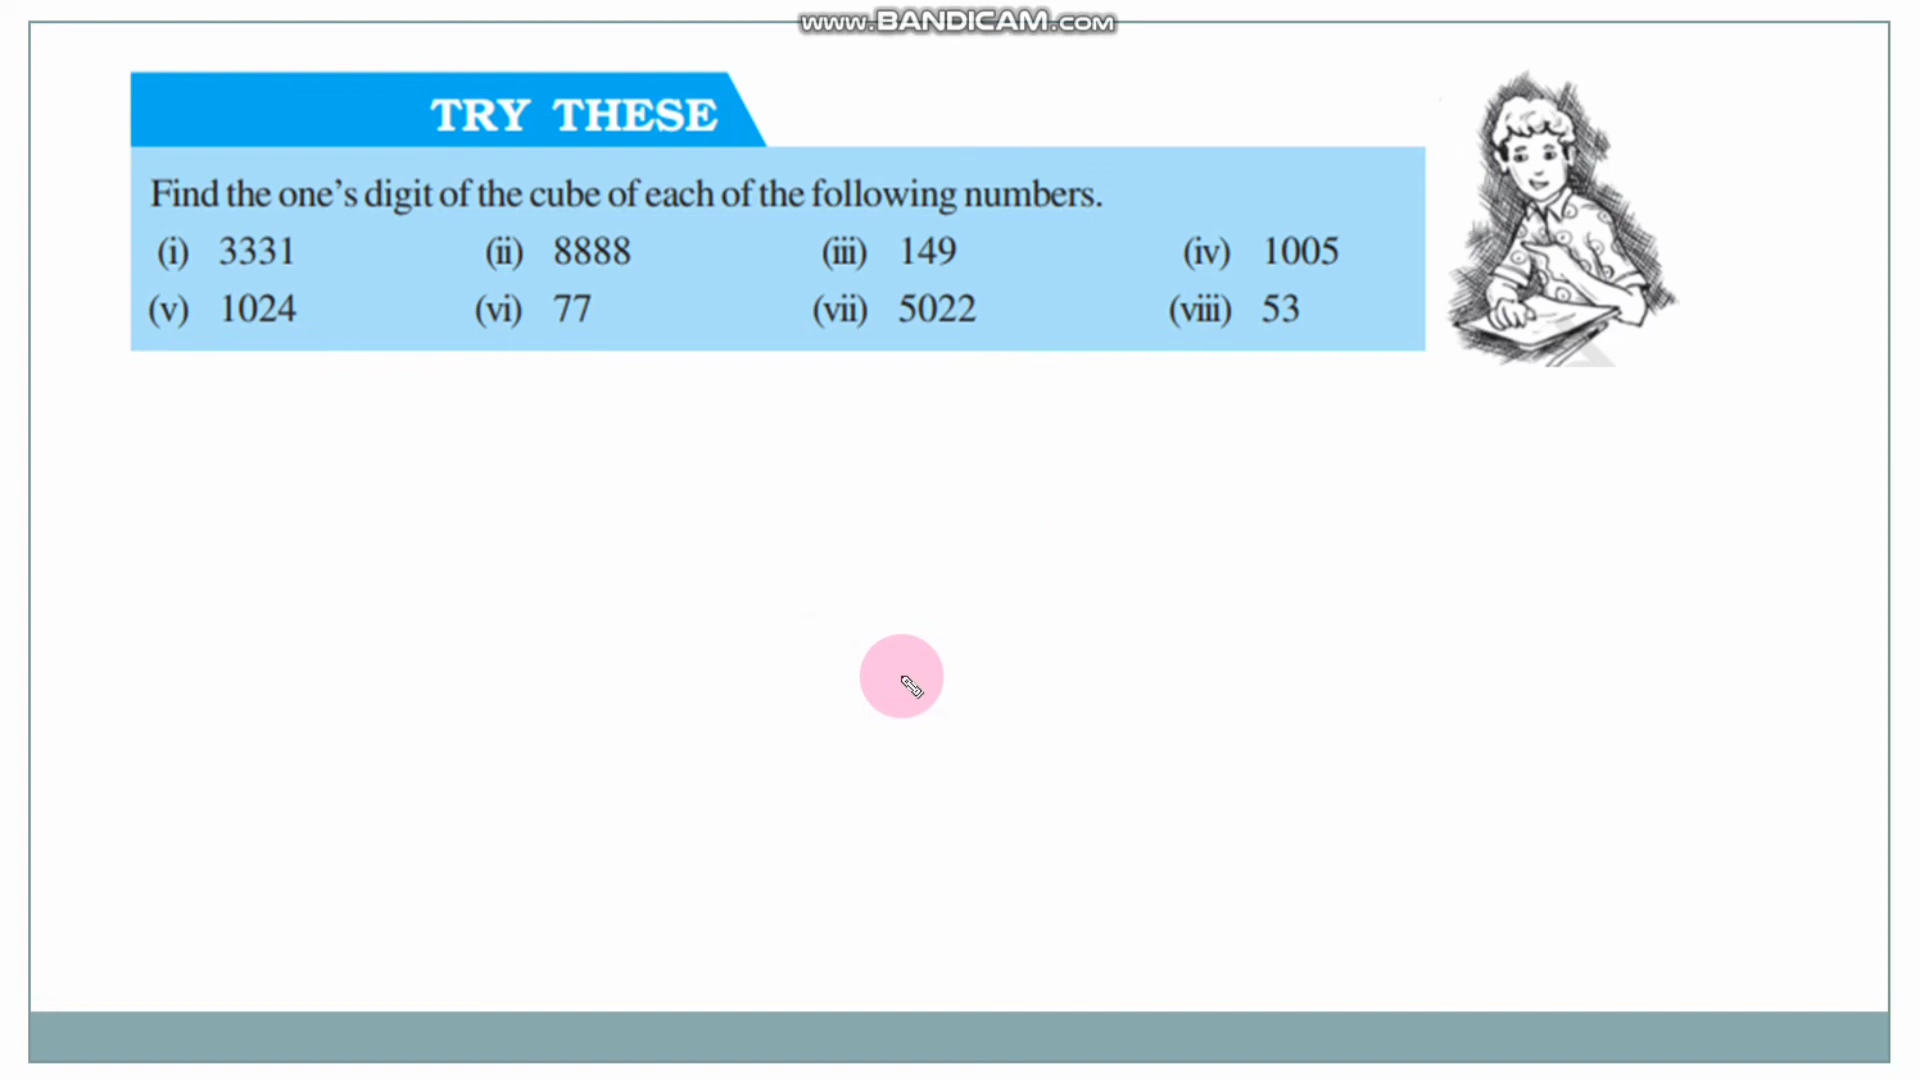 www.BANDICAM.com
TRY THESE
Find the one’s digit of the cube of each of the following numbers.
(i) 3331 (ii) 8888 (iii) 149 (iv) 1005
(v) 1024 (vi) 77 (vii) 5022 (viii) 53